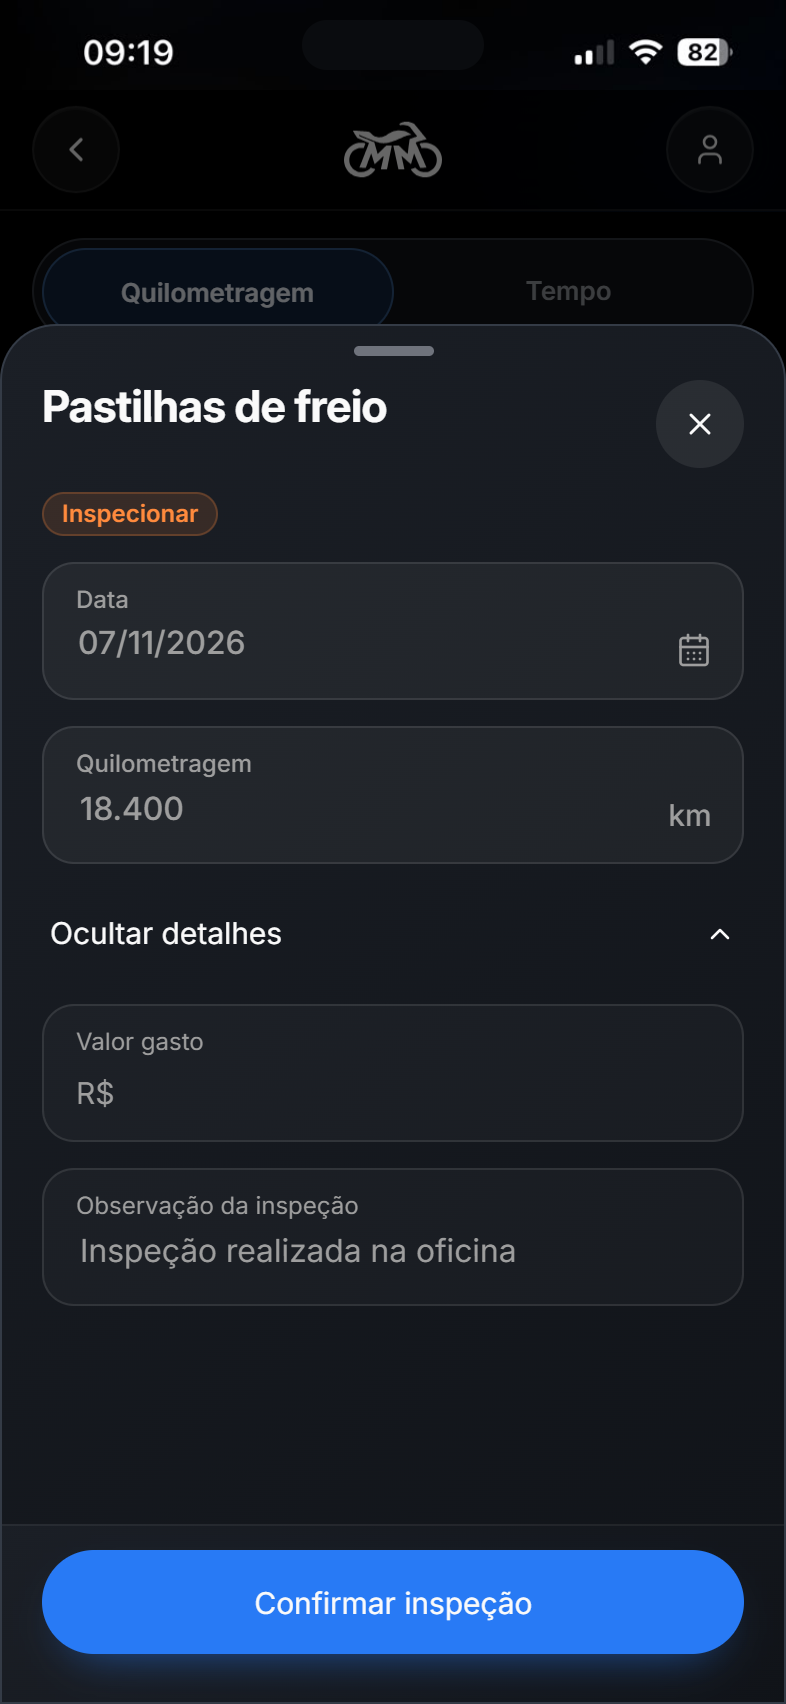 09:19
82
MM
Quilometragem
Tempo
Pastilhas de freio
Inspecionar
Data
07/11/2026
Quilometragem
18.400
km
Ocultar detalhes
Valor gasto
R$
Observação da inspeção
Inspeção realizada na oficina
Confirmar inspeção